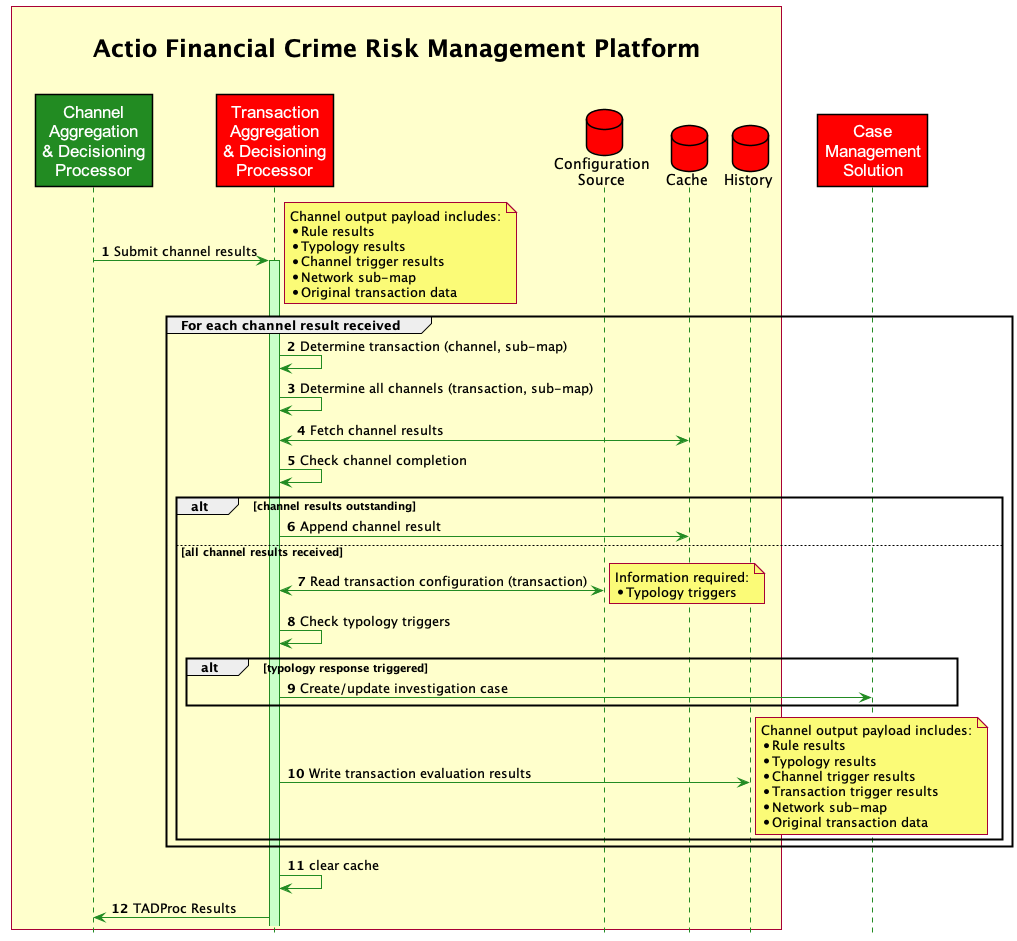 Actio Financial Crime Risk Management Platform
Channel
Aggregation
& Decisioning
Processor
Transaction
Aggregation
& Decisioning
Processor
Configuration
Source
Cache
History
Case
Management
Solution
Channel output payload includes:
• Rule results
• Typology results
• Channel trigger results
• Network sub-map
• Original transaction data
1 Submit channel results
For each channel result received
2 Determine transaction (channel, sub-map)
3 Determine all channels (transaction, sub-map)
4 Fetch channel results
5 Check channel completion
alt [channel results outstanding]
6 Append channel result
[all channel results received]
7 Read transaction configuration (transaction)
Information required:
• Typology triggers
8 Check typology triggers
alt [typology response triggered]
9 Create/update investigation case
Channel output payload includes:
• Rule results
• Typology results
• Channel trigger results
• Transaction trigger results
• Network sub-map
• Original transaction data
10 Write transaction evaluation results
11 clear cache
12 TADProc Results